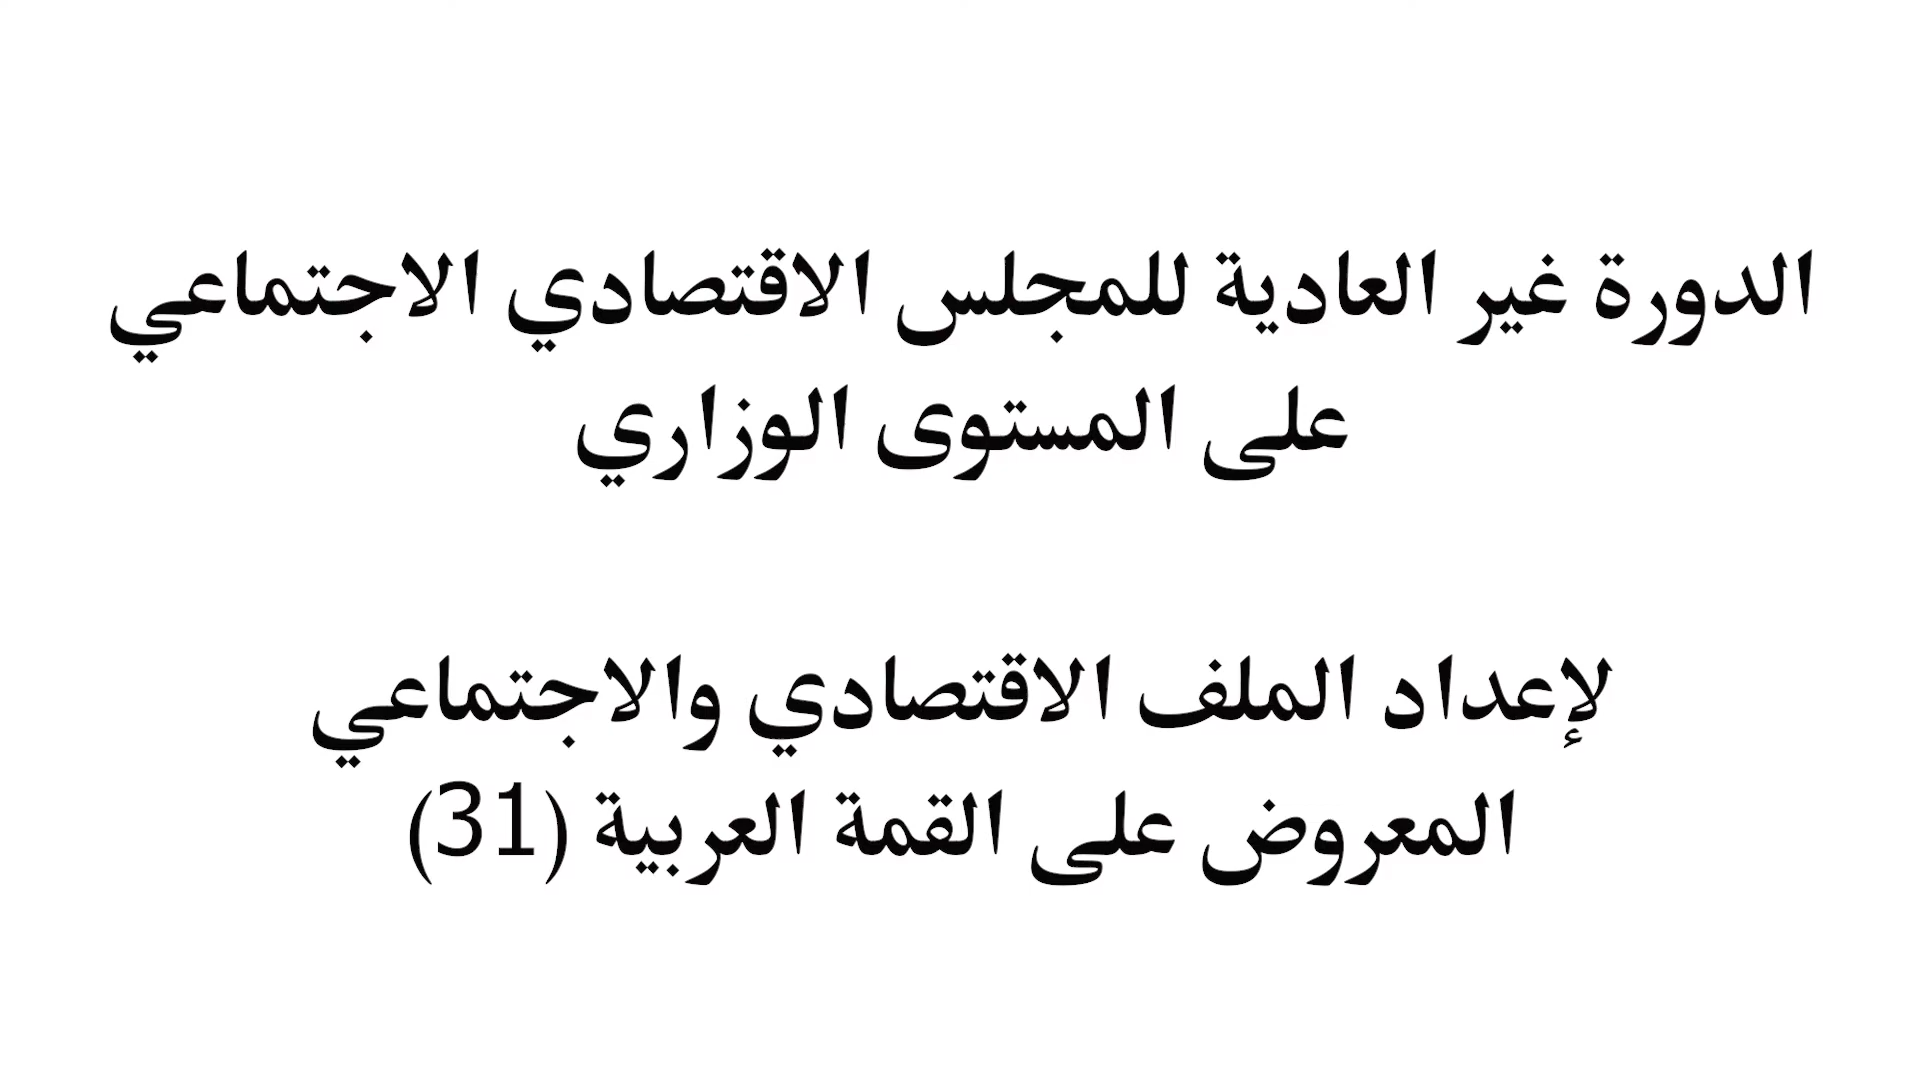 الدورة غير العادية للمجلس الاقتصادي الاجتماعي
على المستوى الوزاري
لإعداد الملف الاقتصادي والاجتماعي
المعروض على القمة العربية (31)